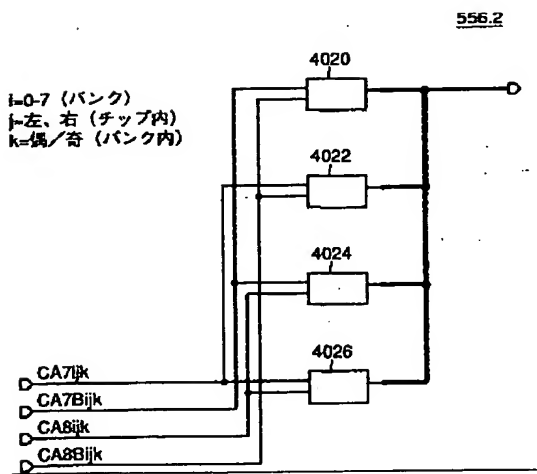 556.2
4020
i=0-7 (バンク)
j=左、右 (チップ内)
k=偶/奇 (バンク内)
4022
4024
4026
CA7ijk
CA7Bijk
CA8ijk
CA8Bijk